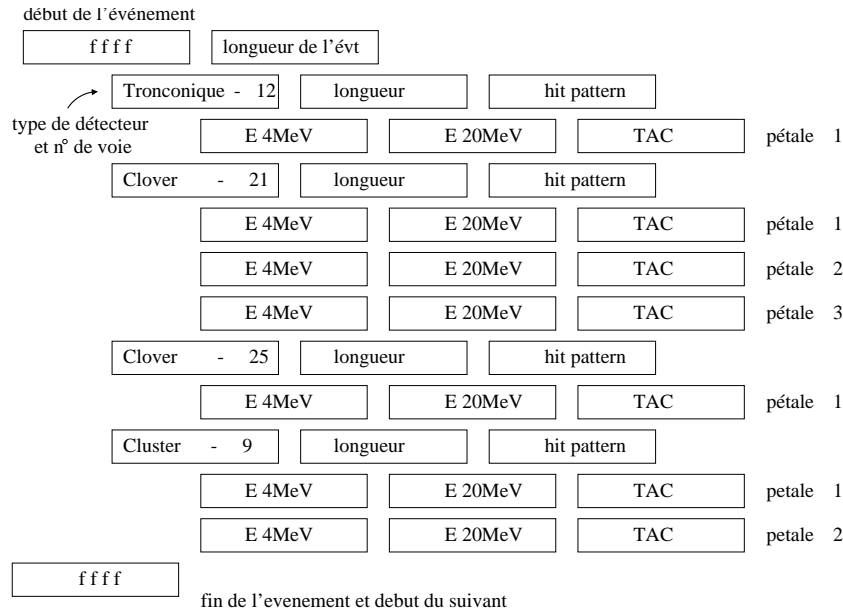 début de l'événement
f f f f longueur de l'évt
Tronconique - 12 longueur hit pattern
type de détecteur
et n° de voie
E 4MeV E 20MeV TAC pétale 1
Clover - 21 longueur hit pattern
E 4MeV E 20MeV TAC pétale 1
E 4MeV E 20MeV TAC pétale 2
E 4MeV E 20MeV TAC pétale 3
Clover - 25 longueur hit pattern
E 4MeV E 20MeV TAC pétale 1
Cluster - 9 longueur hit pattern
E 4MeV E 20MeV TAC petale 1
E 4MeV E 20MeV TAC petale 2
f f f f
fin de l'evenement et debut du suivant